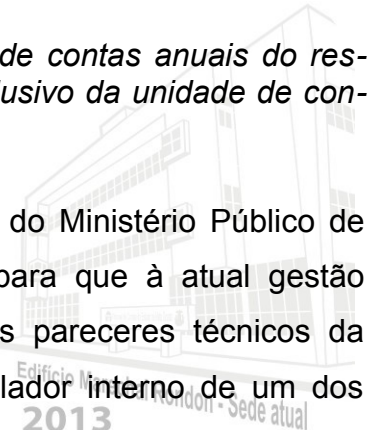 de contas anuais do res-
lusivo da unidade de con-
do Ministério Público de
para que à atual gestão
s pareceres técnicos da
lador interno de um dos
Edifício Marechal Rondon - Sede atual
2013